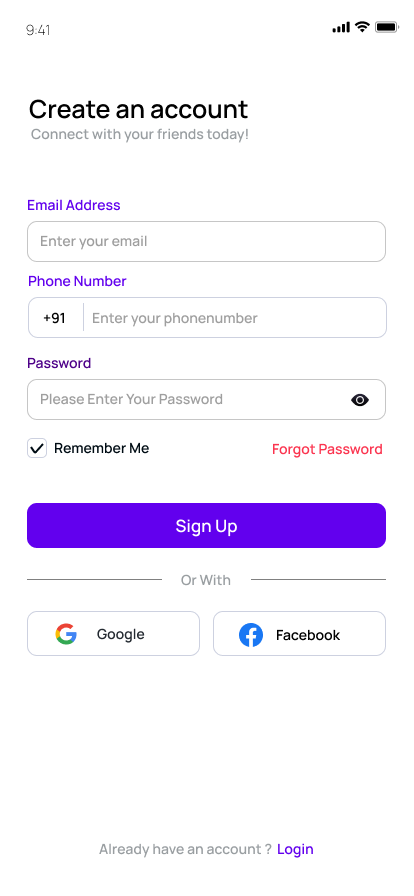 9:41
Create an account
Connect with your friends today!
Email Address
Enter your email
Phone Number
+91 Enter your phonenumber
Password
Please Enter Your Password
Remember Me Forgot Password
Sign Up
Or With
Google Facebook
Already have an account ? Login